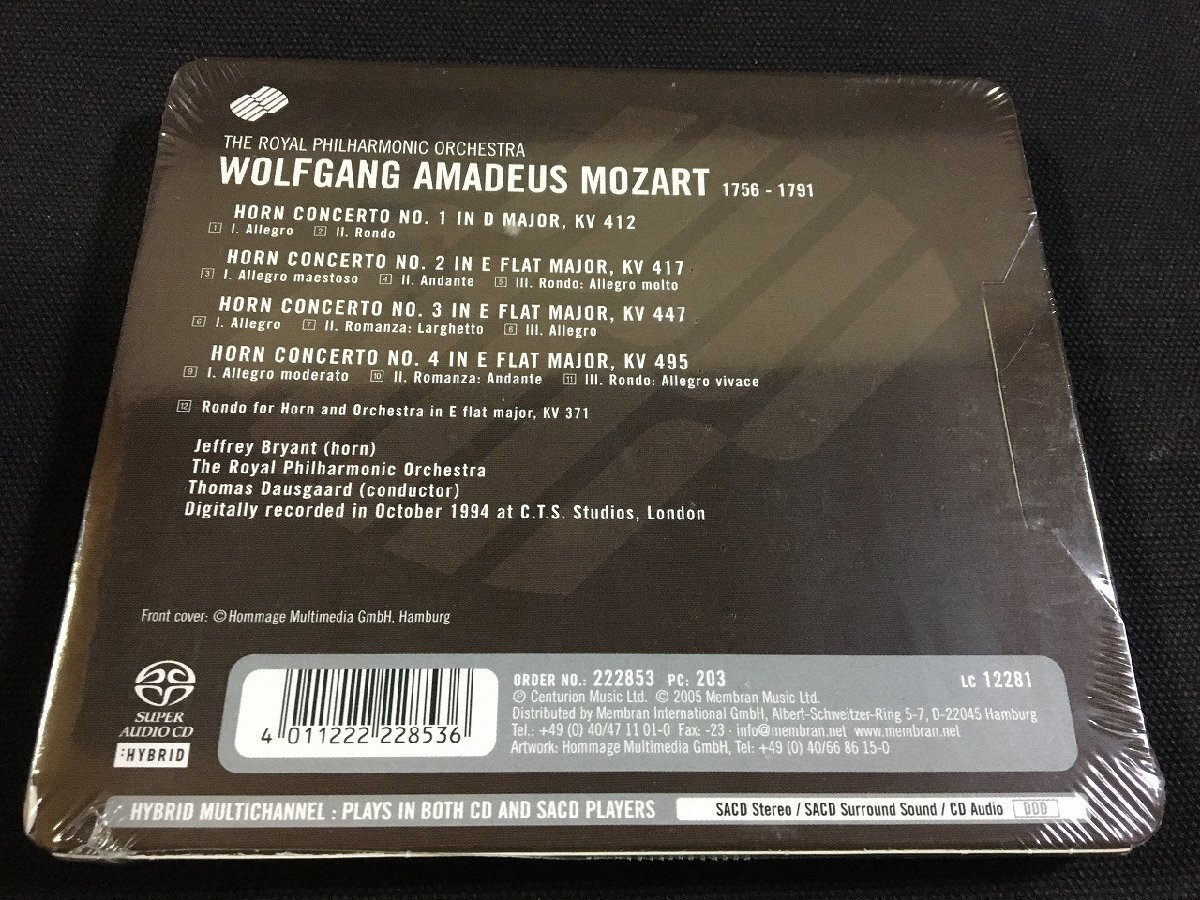 THE ROYAL PHILHARMONIC ORCHESTRA
WOLFGANG AMADEUS MOZART 1756 - 1791
HORN CONCERTO NO. 1 IN D MAJOR, KV 412
1 I. Allegro 2 II. Rondo
HORN CONCERTO NO. 2 IN E FLAT MAJOR, KV 417
3 I. Allegro maestoso 4 II. Andante 5 III. Rondo: Allegro molto
HORN CONCERTO NO. 3 IN E FLAT MAJOR, KV 447
6 I. Allegro 7 II. Romanza: Larghetto 8 III. Allegro
HORN CONCERTO NO. 4 IN E FLAT MAJOR, KV 495
9 I. Allegro moderato 10 II. Romanza: Andante 11 III. Rondo: Allegro vivace
12 Rondo for Horn and Orchestra in E flat major, KV 371
Jeffrey Bryant (horn)
The Royal Philharmonic Orchestra
Thomas Dausgaard (conductor)
Digitally recorded in October 1994 at C.T.S. Studios, London
Front cover: © Hommage Multimedia GmbH, Hamburg
SUPER AUDIO CD
:HYBRID
4 011222 228536
ORDER NO.: 222853 PC: 203 LC 12281
℗ Centurion Music Ltd. © 2005 Membran Music Ltd.
Distributed by Membran International GmbH, Albert-Schweitzer-Ring 5-7, D-22045 Hamburg
Tel.: +49 (0) 40/47 11 01-0 Fax: -23 · info@membran.net www.membran.net
Artwork: Hommage Multimedia GmbH, Tel: +49 (0) 40/66 86 15-0
HYBRID MULTICHANNEL : PLAYS IN BOTH CD AND SACD PLAYERS SACD Stereo / SACD Surround Sound / CD Audio DDD